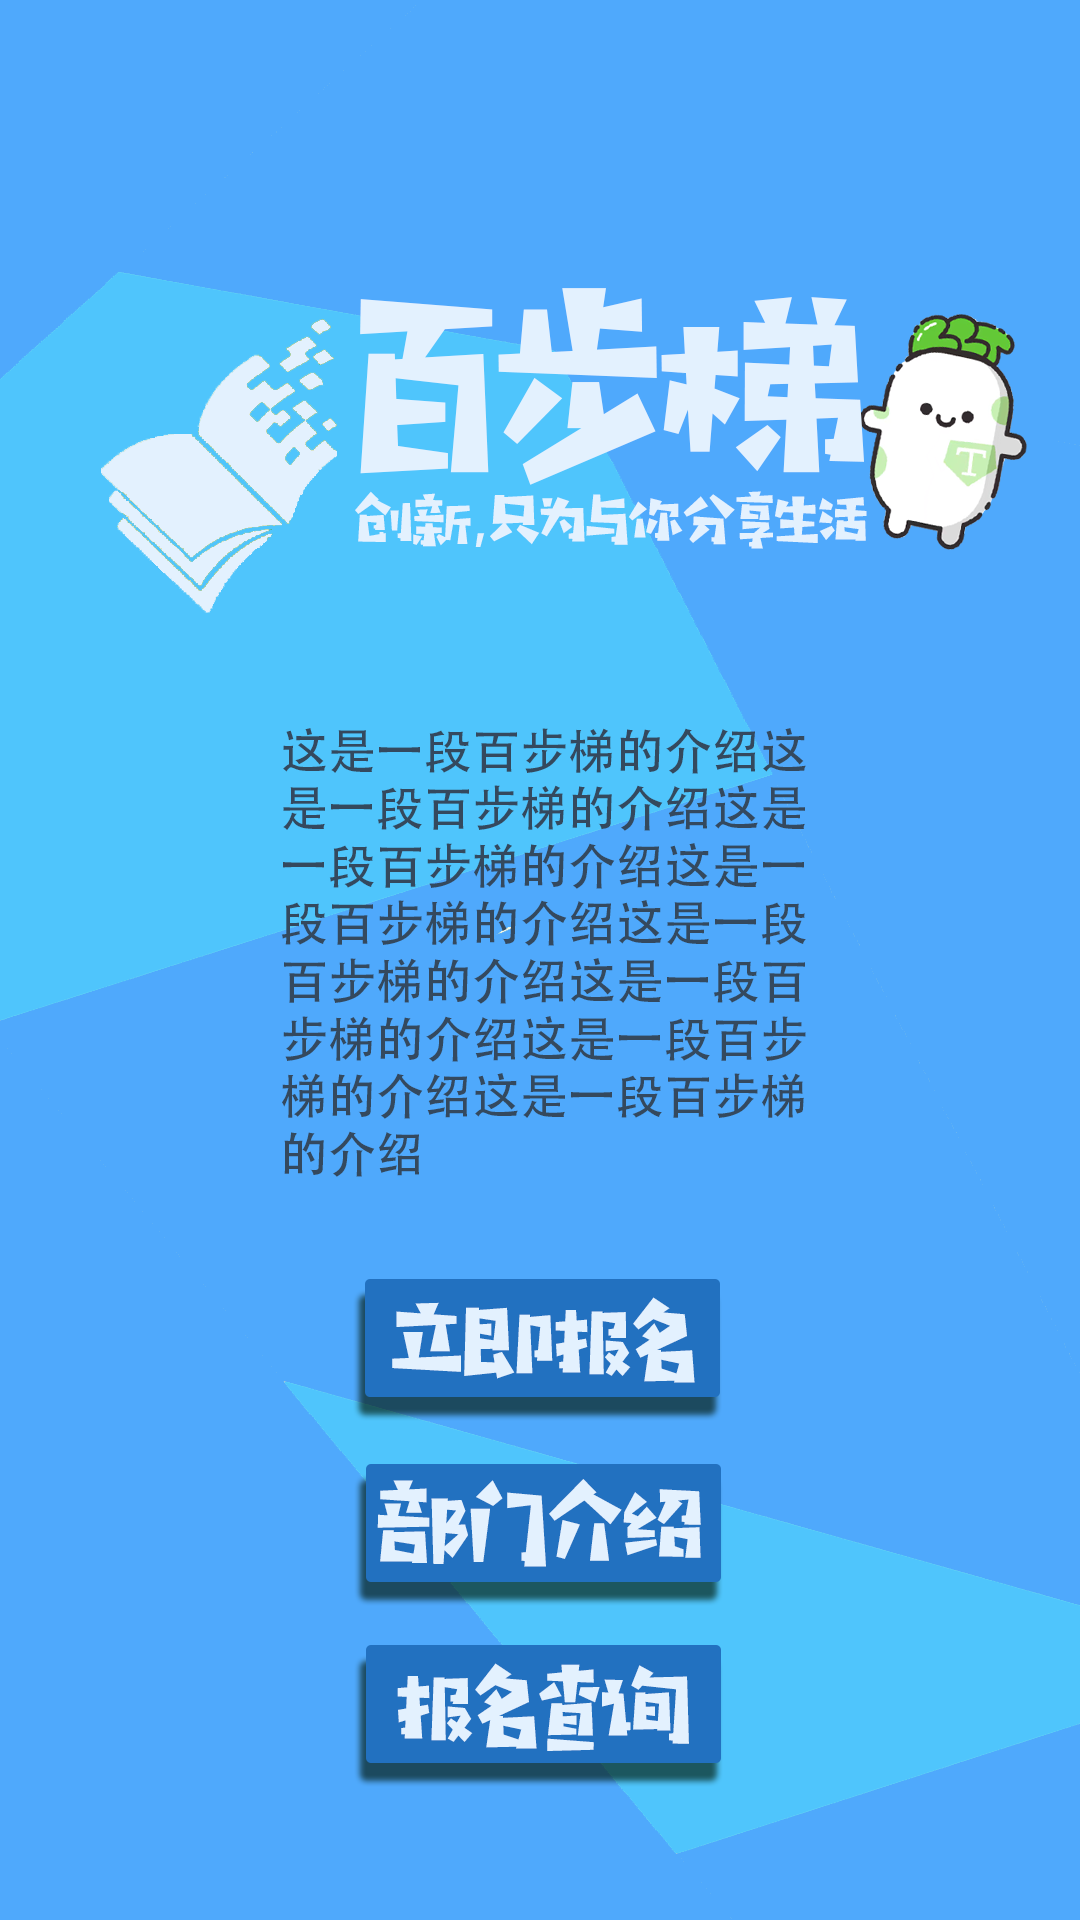 百步梯
创新,只为与你分享生活
T
这是一段百步梯的介绍这
是一段百步梯的介绍这是
一段百步梯的介绍这是一
段百步梯的介绍这是一段
百步梯的介绍这是一段百
步梯的介绍这是一段百步
梯的介绍这是一段百步梯
的介绍
立即报名
部门介绍
报名查询